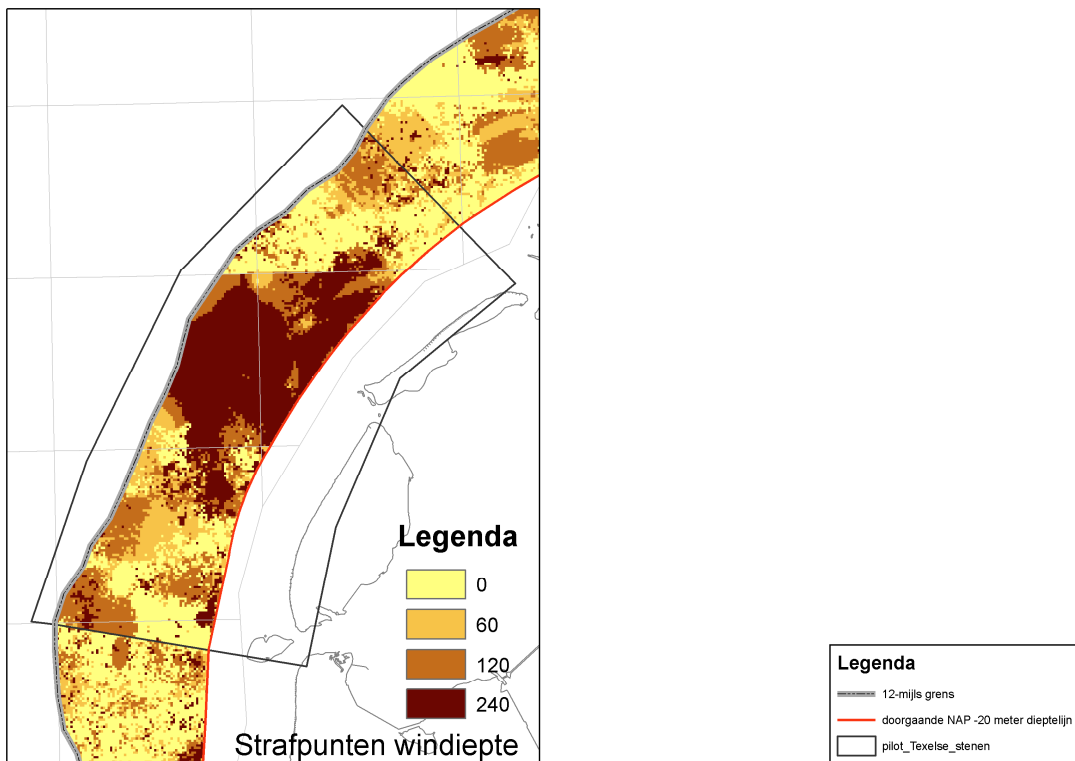 Legenda
0
60
120
240
Strafpunten windiepte
Legenda
12-mijls grens
doorgaande NAP -20 meter dieptelijn
pilot_Texelse_stenen